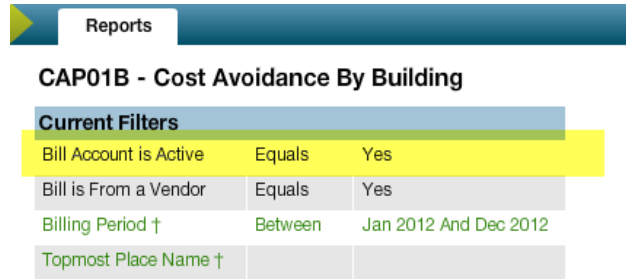 Reports
CAP01B - Cost Avoidance By Building
Current Filters
Bill Account is Active Equals Yes
Bill is From a Vendor Equals Yes
Billing Period † Between Jan 2012 And Dec 2012
Topmost Place Name †